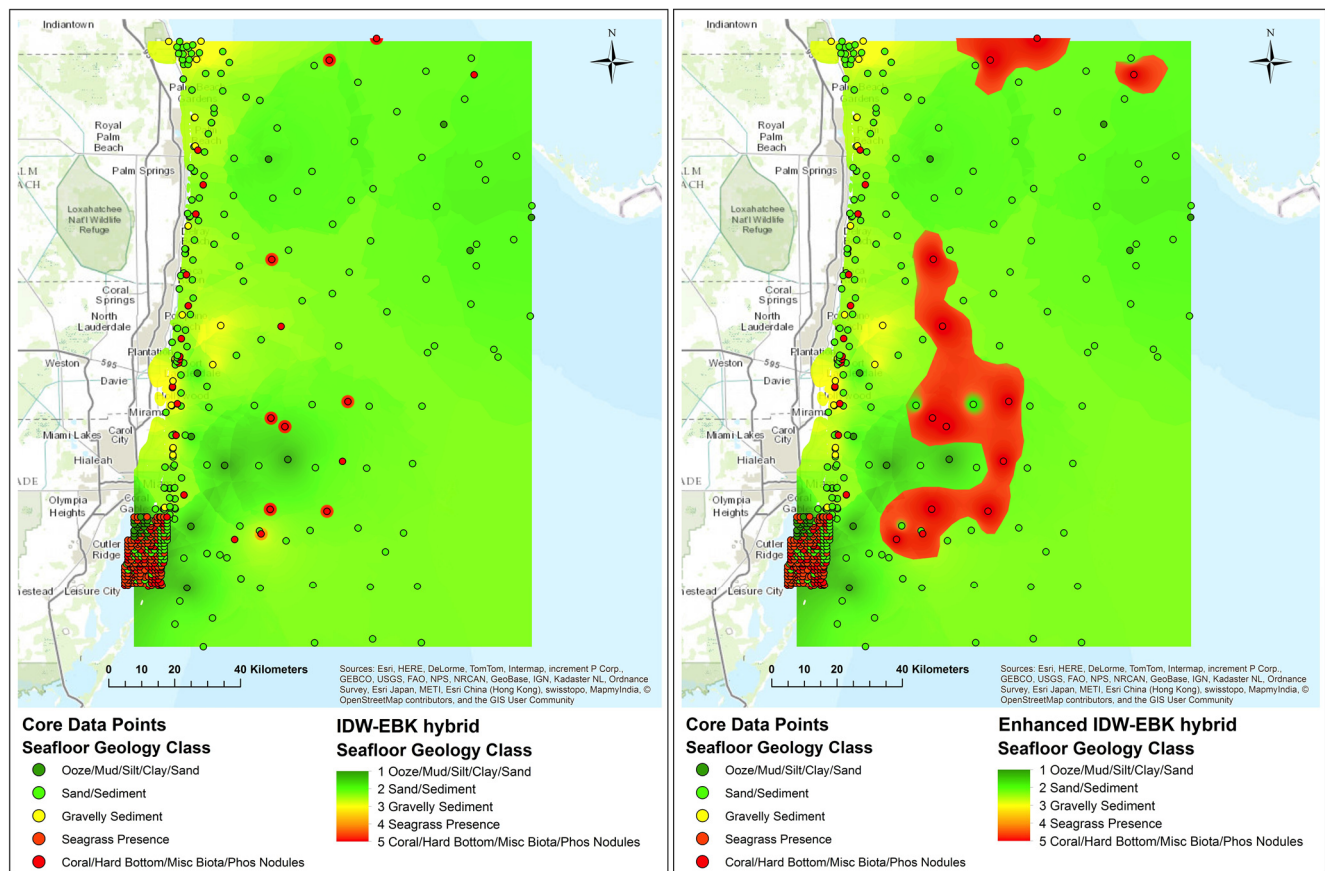 Indiantown
N
Palm Beach
Gardens
Royal
Palm
Beach
Palm Springs
Loxahatchee
Nat'l Wildlife
Refuge
Coral
Springs
North
Lauderdale
Weston
595
Davie
Miami Lakes
Carol
City
Hialeah
ADE
Olympia
Heights
Cutler
Ridge
Leisure City
0 10 20 40 Kilometers
Sources: Esri, HERE, DeLorme, TomTom, Intermap, increment P Corp.,
GEBCO, USGS, FAO, NPS, NRCAN, GeoBase, IGN, Kadaster NL, Ordnance
Survey, Esri Japan, METI, Esri China (Hong Kong), swisstopo, MapmyIndia, ©
OpenStreetMap contributors, and the GIS User Community
Core Data Points
Seafloor Geology Class
Ooze/Mud/Silt/Clay/Sand
Sand/Sediment
Gravelly Sediment
Seagrass Presence
Coral/Hard Bottom/Misc Biota/Phos Nodules
IDW-EBK hybrid
Seafloor Geology Class
1 Ooze/Mud/Silt/Clay/Sand
2 Sand/Sediment
3 Gravelly Sediment
4 Seagrass Presence
5 Coral/Hard Bottom/Misc Biota/Phos Nodules
Indiantown
N
Royal
Palm
Beach
Palm Springs
Loxahatchee
Nat'l Wildlife
Refuge
Coral
Springs
North
Lauderdale
Weston
595
Davie
Miami Lakes
Carol
City
Hialeah
ADE
Olympia
Heights
Cutler
Ridge
Leisure City
0 10 20 40 Kilometers
Sources: Esri, HERE, DeLorme, TomTom, Intermap, increment P Corp.,
GEBCO, USGS, FAO, NPS, NRCAN, GeoBase, IGN, Kadaster NL, Ordnance
Survey, Esri Japan, METI, Esri China (Hong Kong), swisstopo, MapmyIndia, ©
OpenStreetMap contributors, and the GIS User Community
Core Data Points
Seafloor Geology Class
Ooze/Mud/Silt/Clay/Sand
Sand/Sediment
Gravelly Sediment
Seagrass Presence
Coral/Hard Bottom/Misc Biota/Phos Nodules
Enhanced IDW-EBK hybrid
Seafloor Geology Class
1 Ooze/Mud/Silt/Clay/Sand
2 Sand/Sediment
3 Gravelly Sediment
4 Seagrass Presence
5 Coral/Hard Bottom/Misc Biota/Phos Nodules